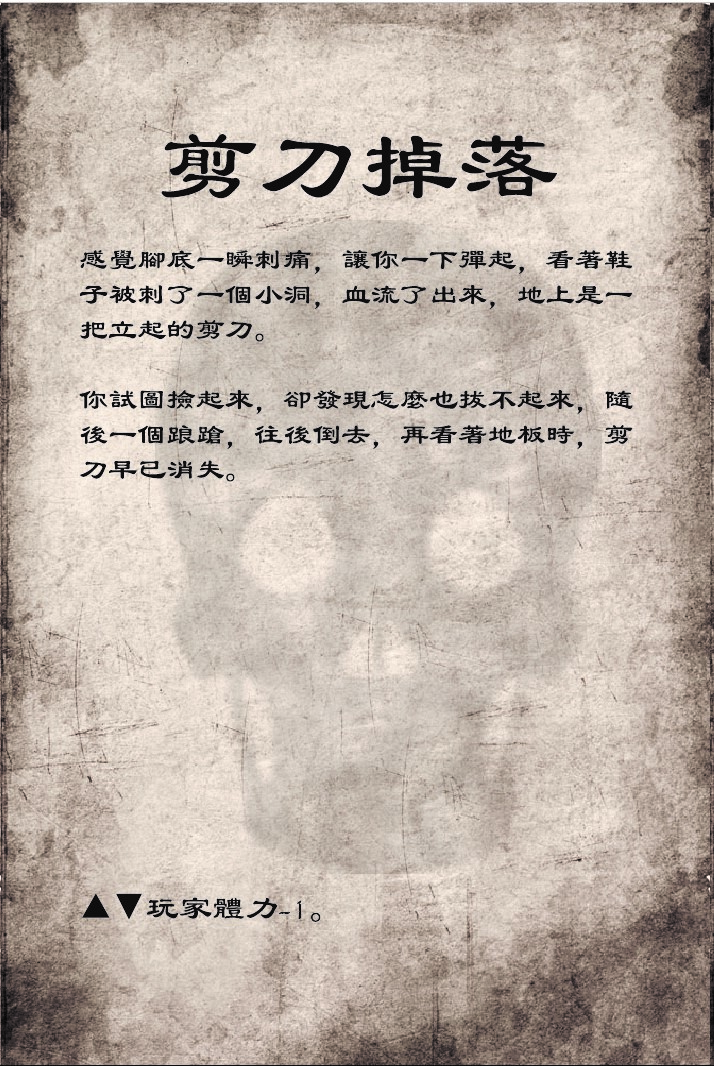 剪刀掉落
感覺腳底一瞬刺痛，讓你一下彈起，看著鞋
子被刺了一個小洞，血流了出來，地上是一
把立起的剪刀。
你試圖撿起來，卻發現怎麼也拔不起來，隨
後一個踉蹌，往後倒去，再看著地板時，剪
刀早已消失。
▲▼玩家體力-1。